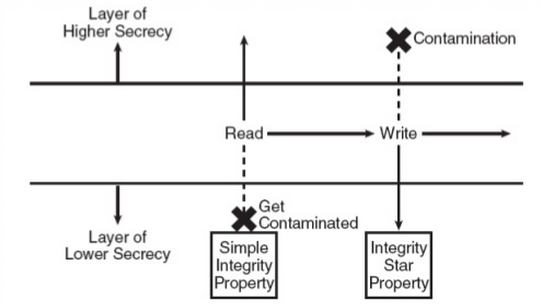 Layer of
Higher Secrecy
Contamination
Read
Write
Get
Contaminated
Layer of
Lower Secrecy
Simple
Integrity
Property
Integrity
Star
Property